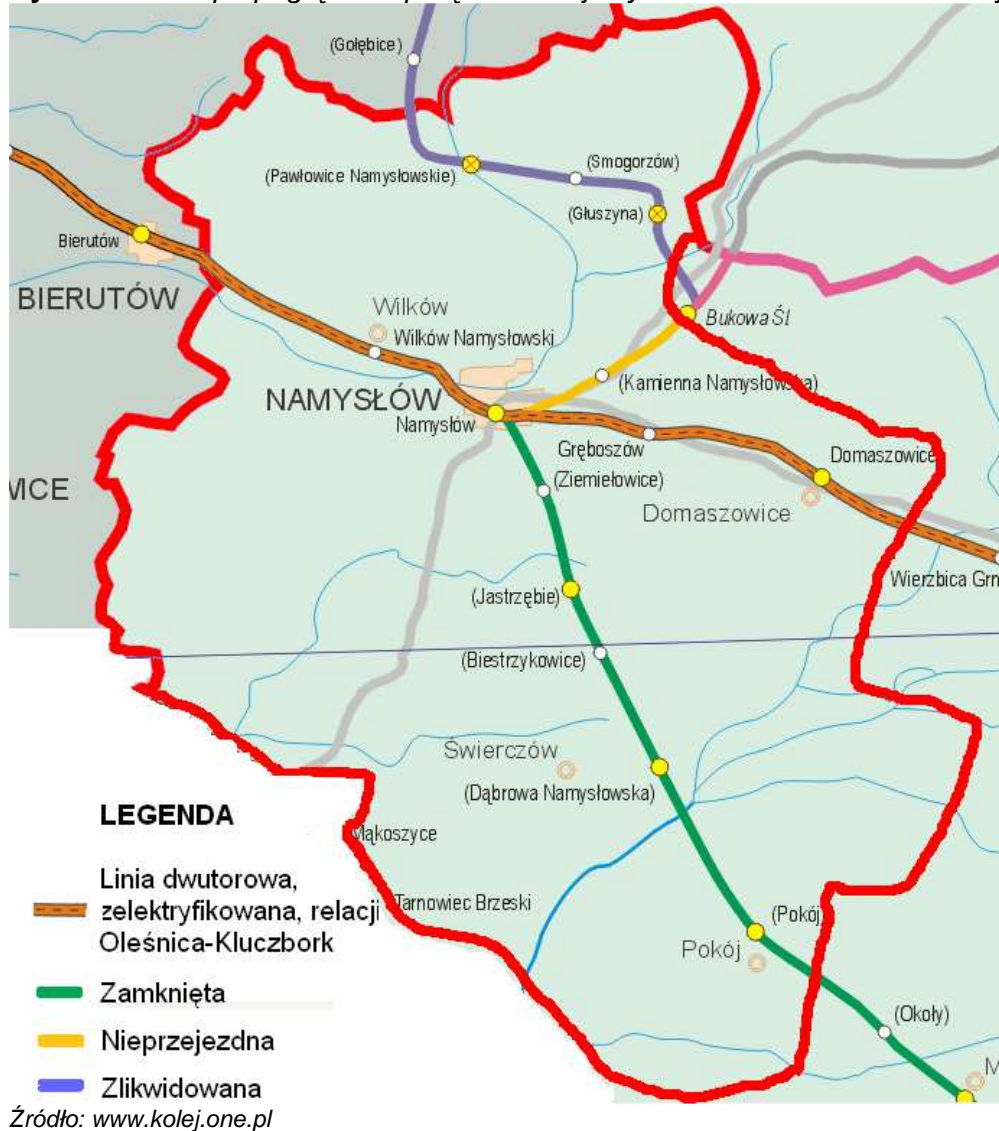 (Gołębice)
(Pawłowice Namysłowskie)
(Smogorzów)
(Głuszyna)
Bierutów
BIERUTÓW
Wilków
Wilków Namysłowski
Bukowa Śl.
(Kamienna Namysłowska)
NAMYSŁÓW
Namysłów
Gręboszów
Domaszowice
(Ziemiełowice)
Domaszowice
MCE
Wierzbica Grn
(Jastrzębie)
(Biestrzykowice)
Świerczów
(Dąbrowa Namysłowska)
LEGENDA
Mąkoszyce
Linia dwutorowa,
zelektryfikowana, relacji
Oleśnica-Kluczbork
Tarnowiec Brzeski
(Pokój)
Pokój
Zamknięta
(Okoły)
Nieprzejezdna
M
Zlikwidowana
Źródło: www.kolej.one.pl